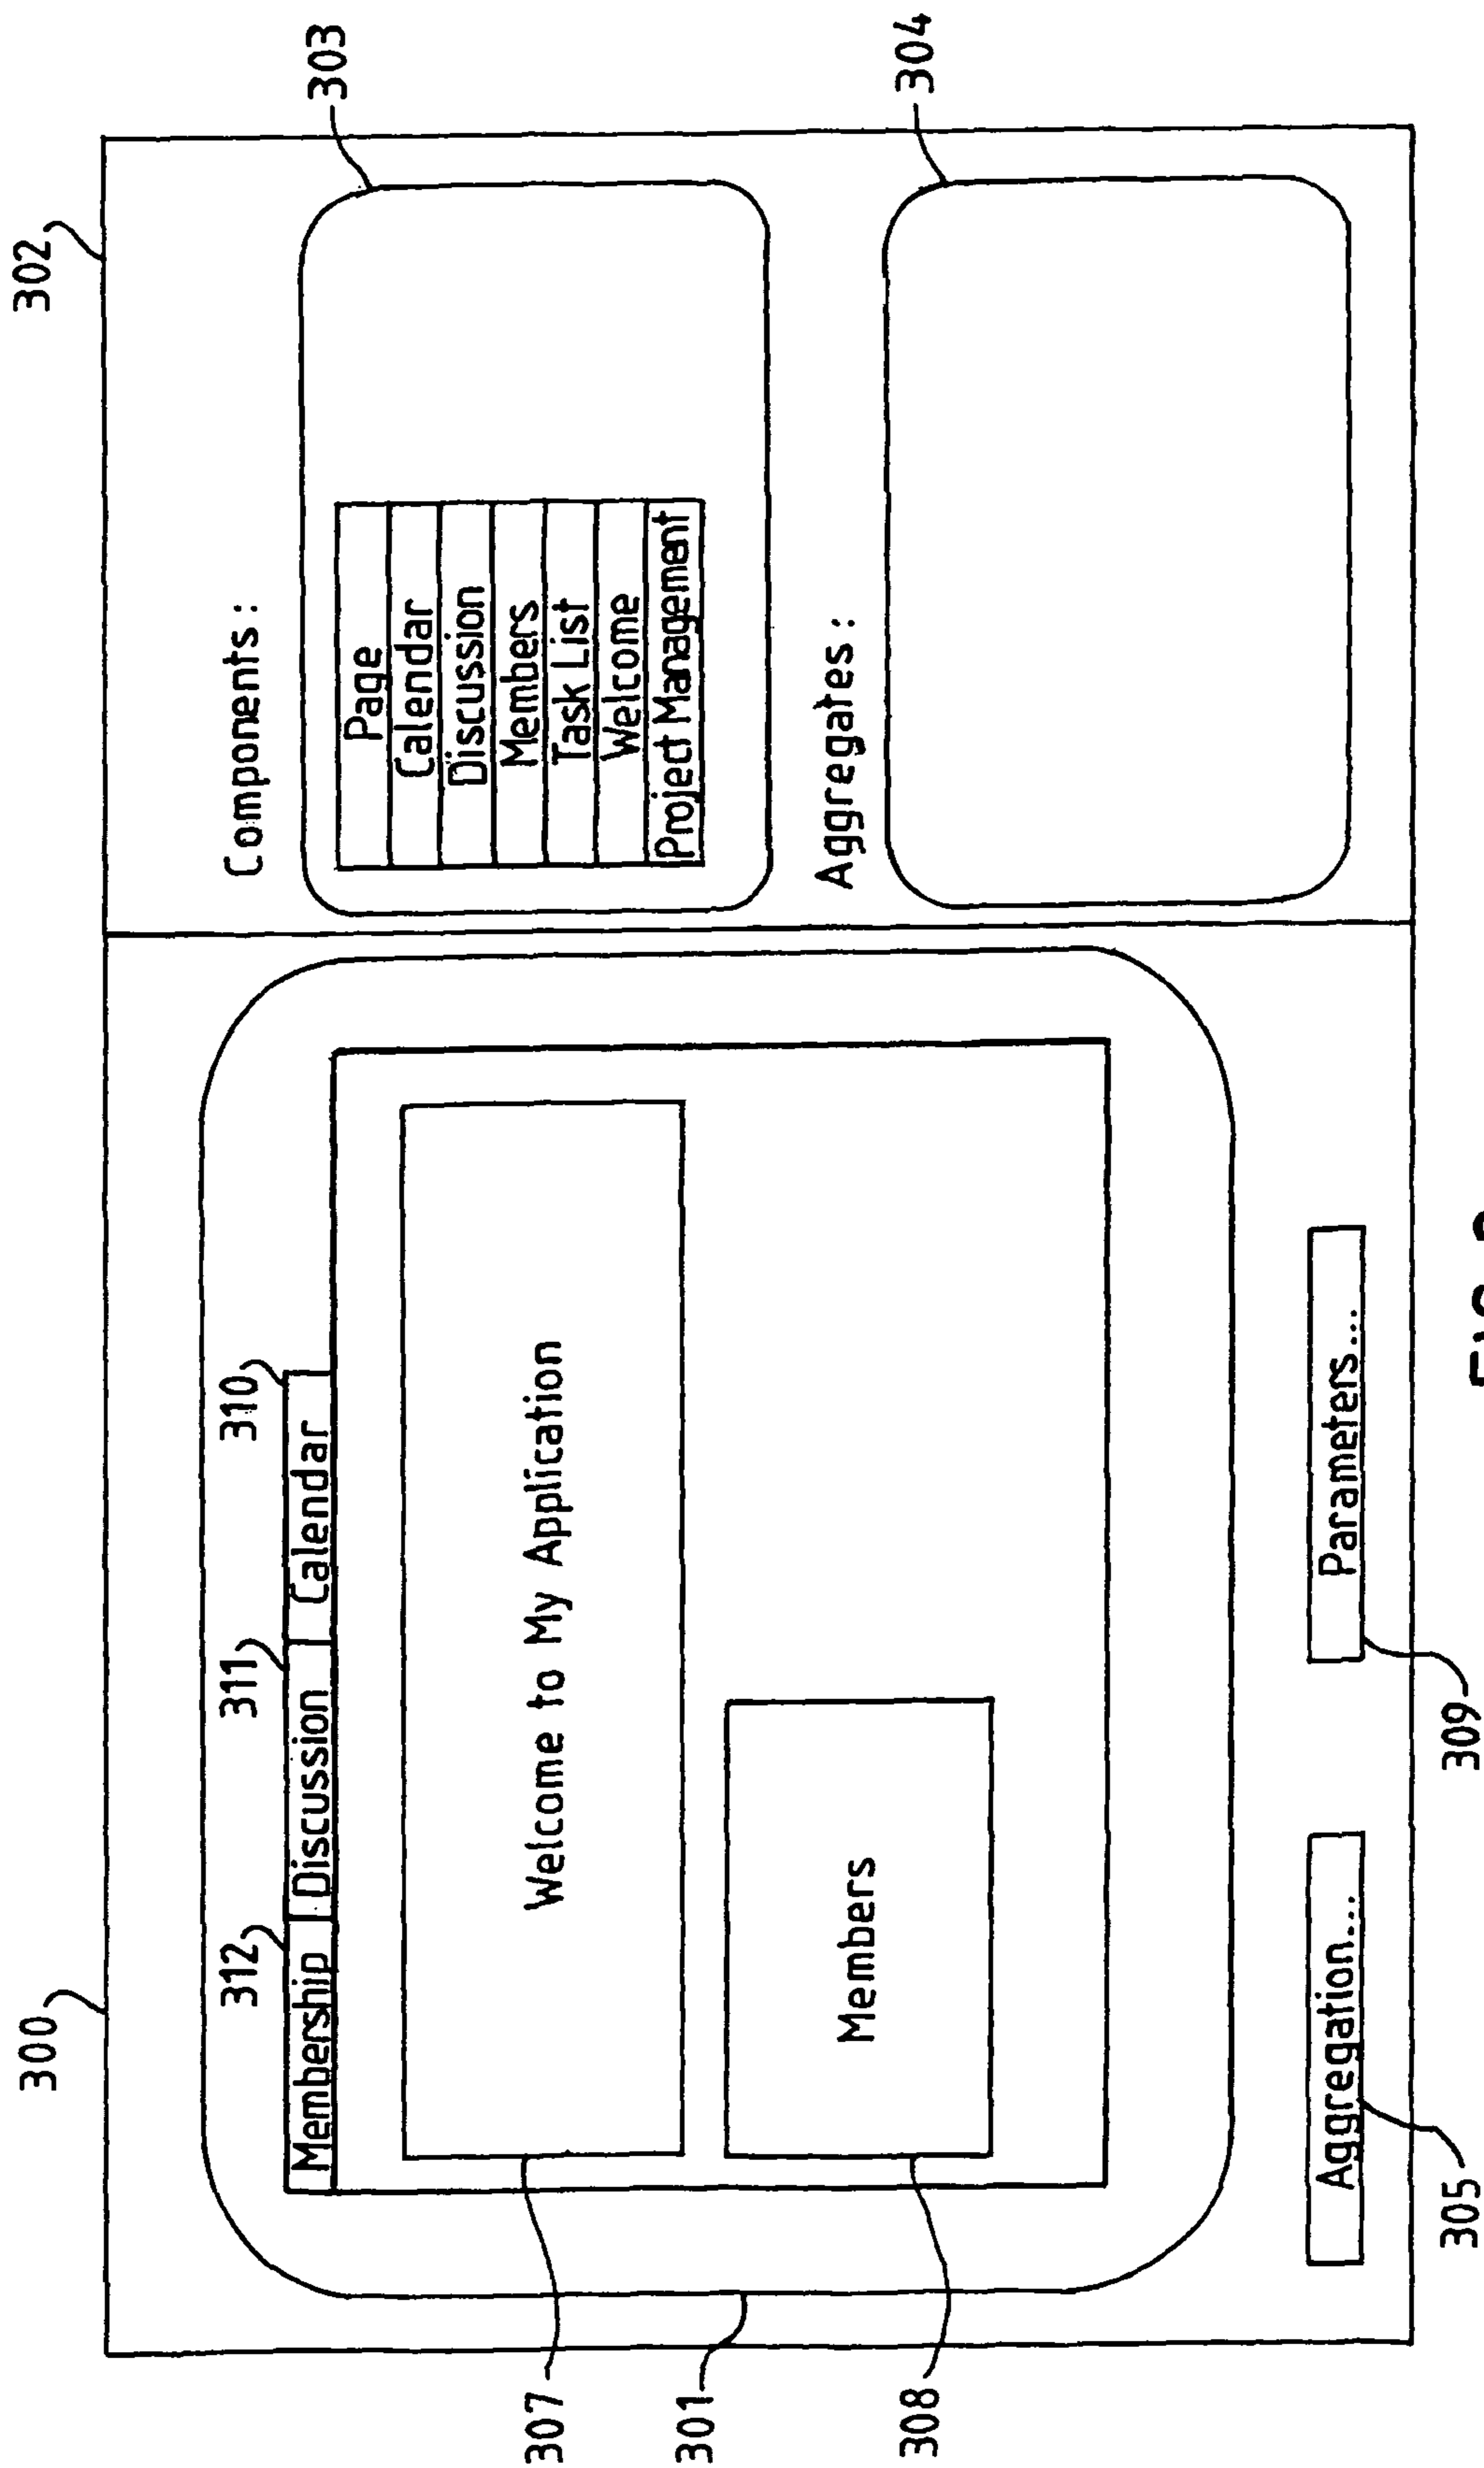 300
302
312
311
310
Membership
Discussion
Calendar
Components:
303
Page
Calendar
Discussion
Members
Task List
Welcome
Project Management
307
Welcome to My Application
301
308
Members
Aggregates:
304
Aggregation...
Parameters...
305
309